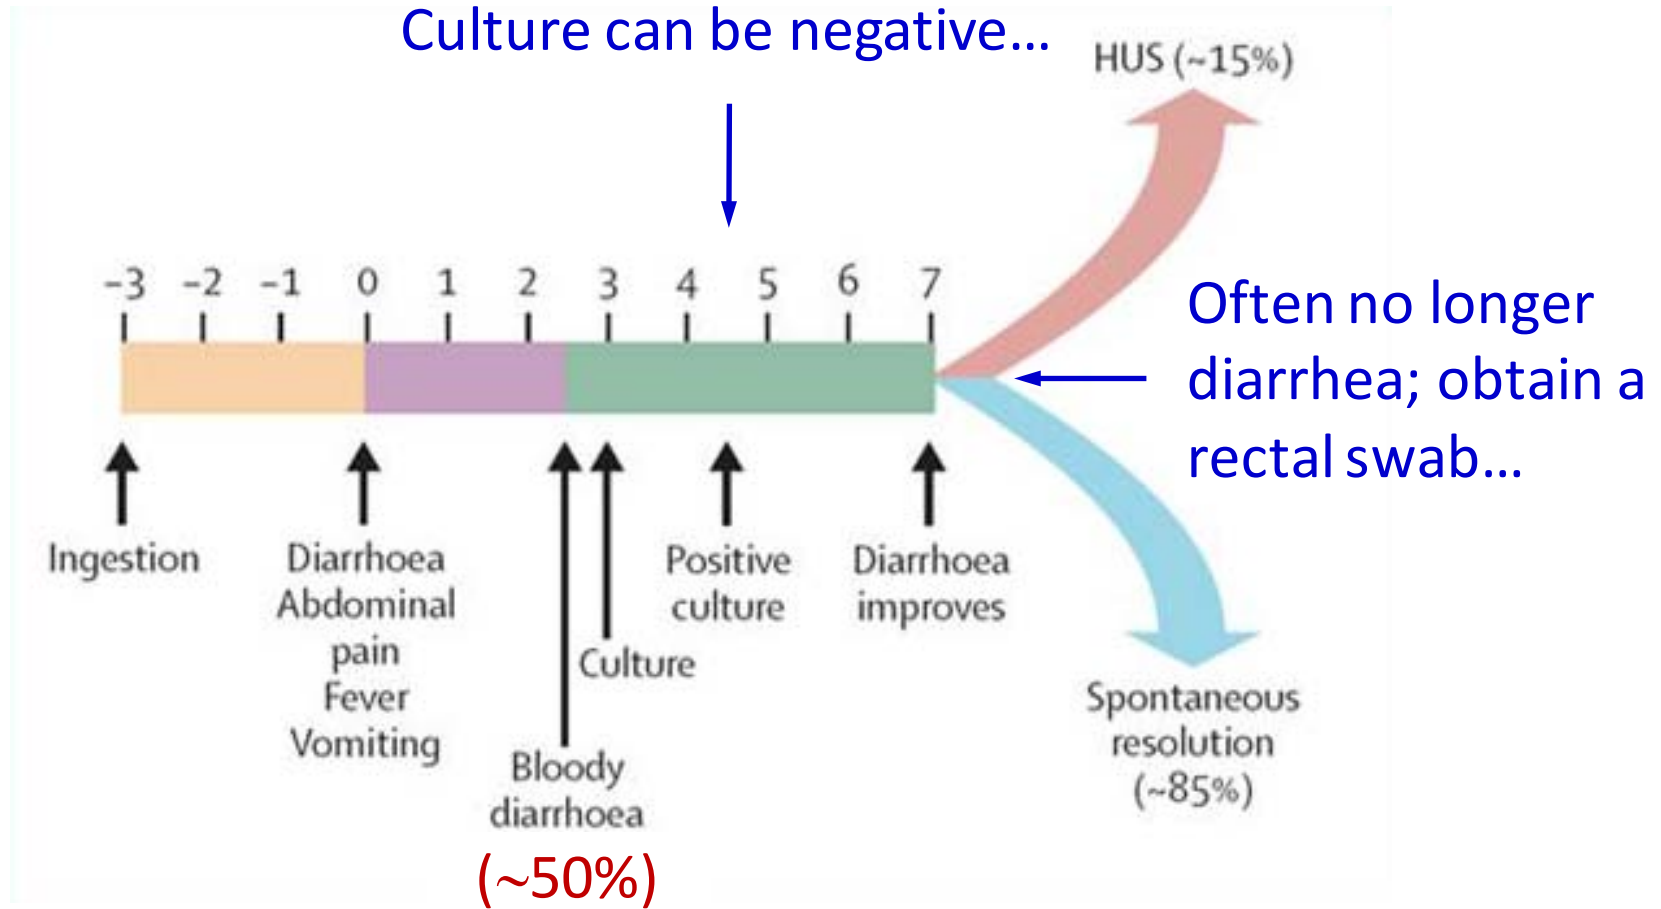 Culture can be negative...
HUS (~15%)
–3 –2 –1 0 1 2 3 4 5 6 7
Often no longer
diarrhea; obtain a
rectal swab...
Ingestion
Diarrhoea
Abdominal
pain
Fever
Vomiting
Bloody
diarrhoea
(~50%)
Culture
Positive
culture
Diarrhoea
improves
Spontaneous
resolution
(~85%)